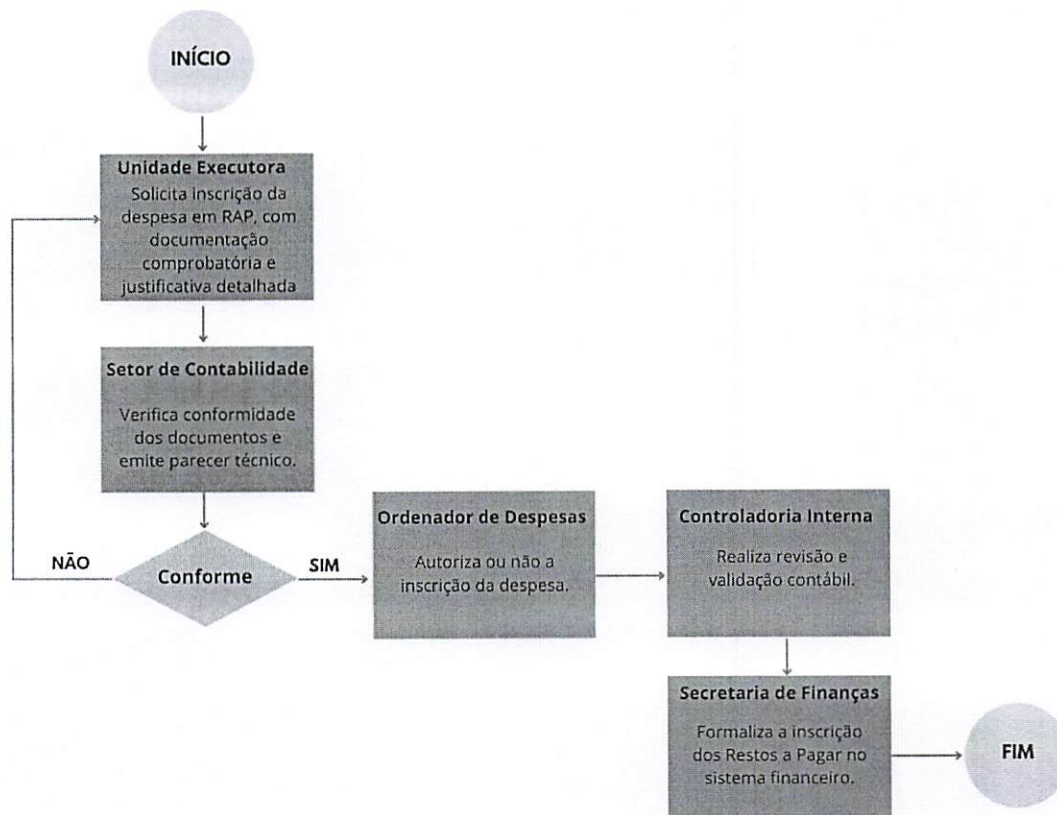 INÍCIO
Unidade Executora
Solicita inscrição da
despesa em RAP, com
documentação
comprobatória e
justificativa detalhada
Setor de Contabilidade
Verifica conformidade
dos documentos e
emite parecer técnico.
NÃO
Conforme
SIM
Ordenador de Despesas
Autoriza ou não a
inscrição da despesa.
Controladoria Interna
Realiza revisão e
validação contábil.
Secretaria de Finanças
Formaliza a inscrição
dos Restos a Pagar no
sistema financeiro.
FIM